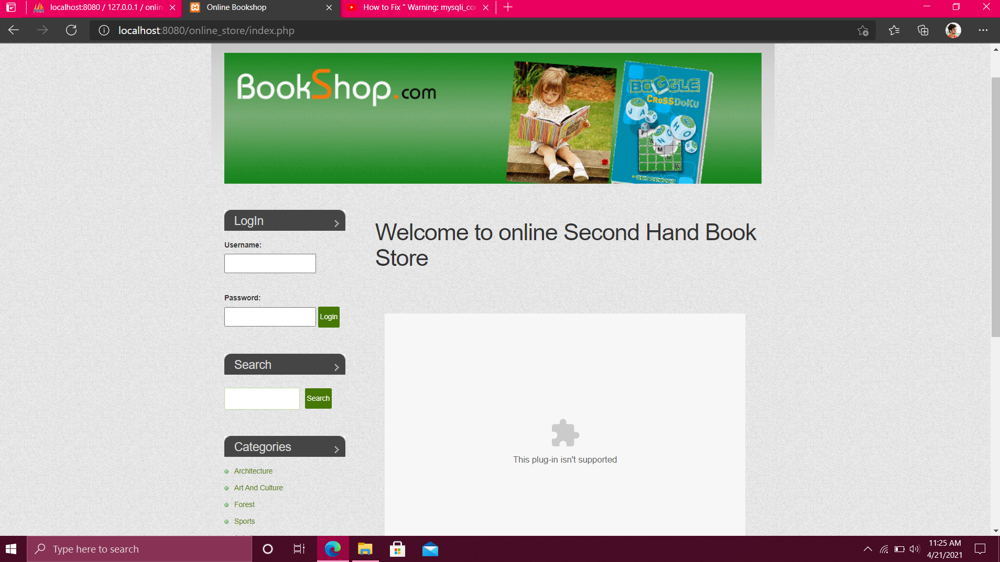 localhost:8080 / 127.0.0.1 / onlin
Online Bookshop
How to Fix " Warning: mysqli_co
localhost:8080/online_store/index.php
BookShop.com
BOGGLE
CROSSDOKU
LogIn
Welcome to online Second Hand Book
Store
Username:
Password:
Login
Search
Search
Categories
This plug-in isn't supported
Architecture
Art And Culture
Forest
Sports
Type here to search
11:25 AM
4/21/2021